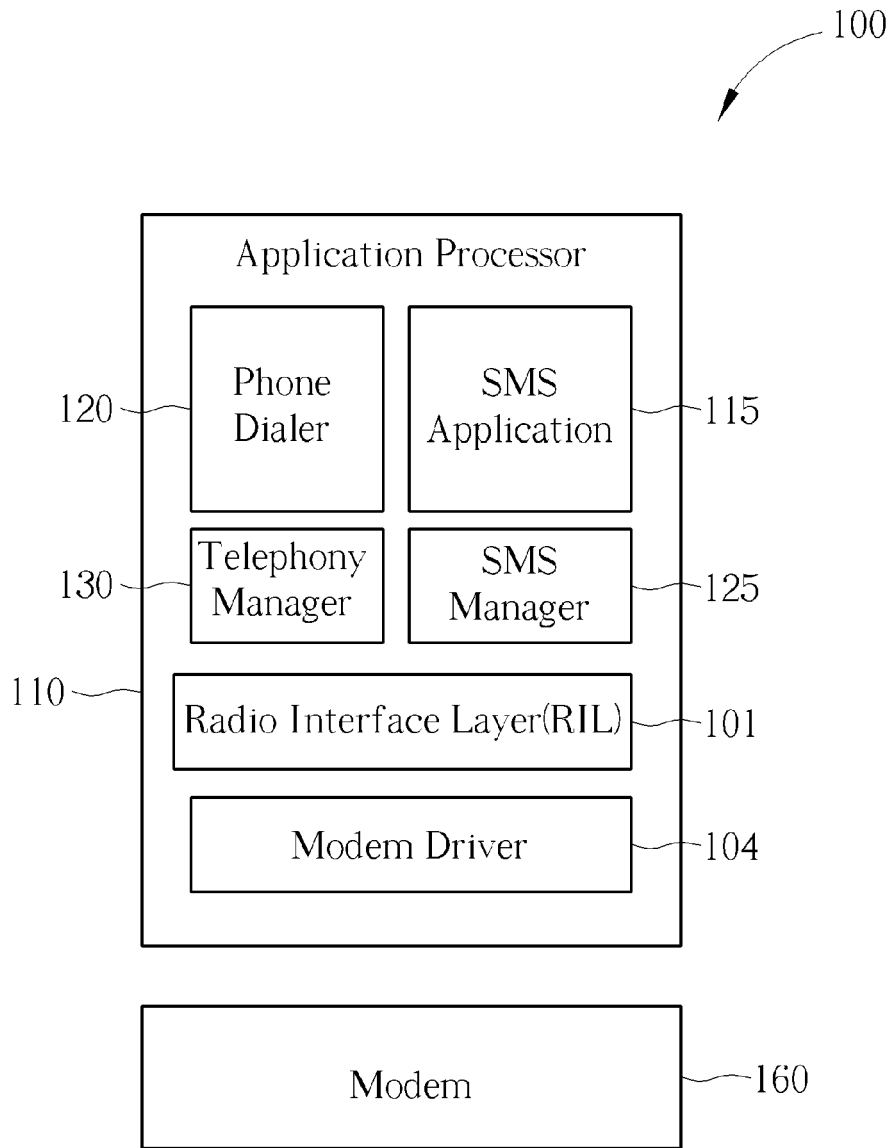 100
Application Processor
Phone
Dialer
120
SMS
Application
115
Telephony
Manager
130
SMS
Manager
125
110
Radio Interface Layer(RIL)
101
Modem Driver
104
Modem
160